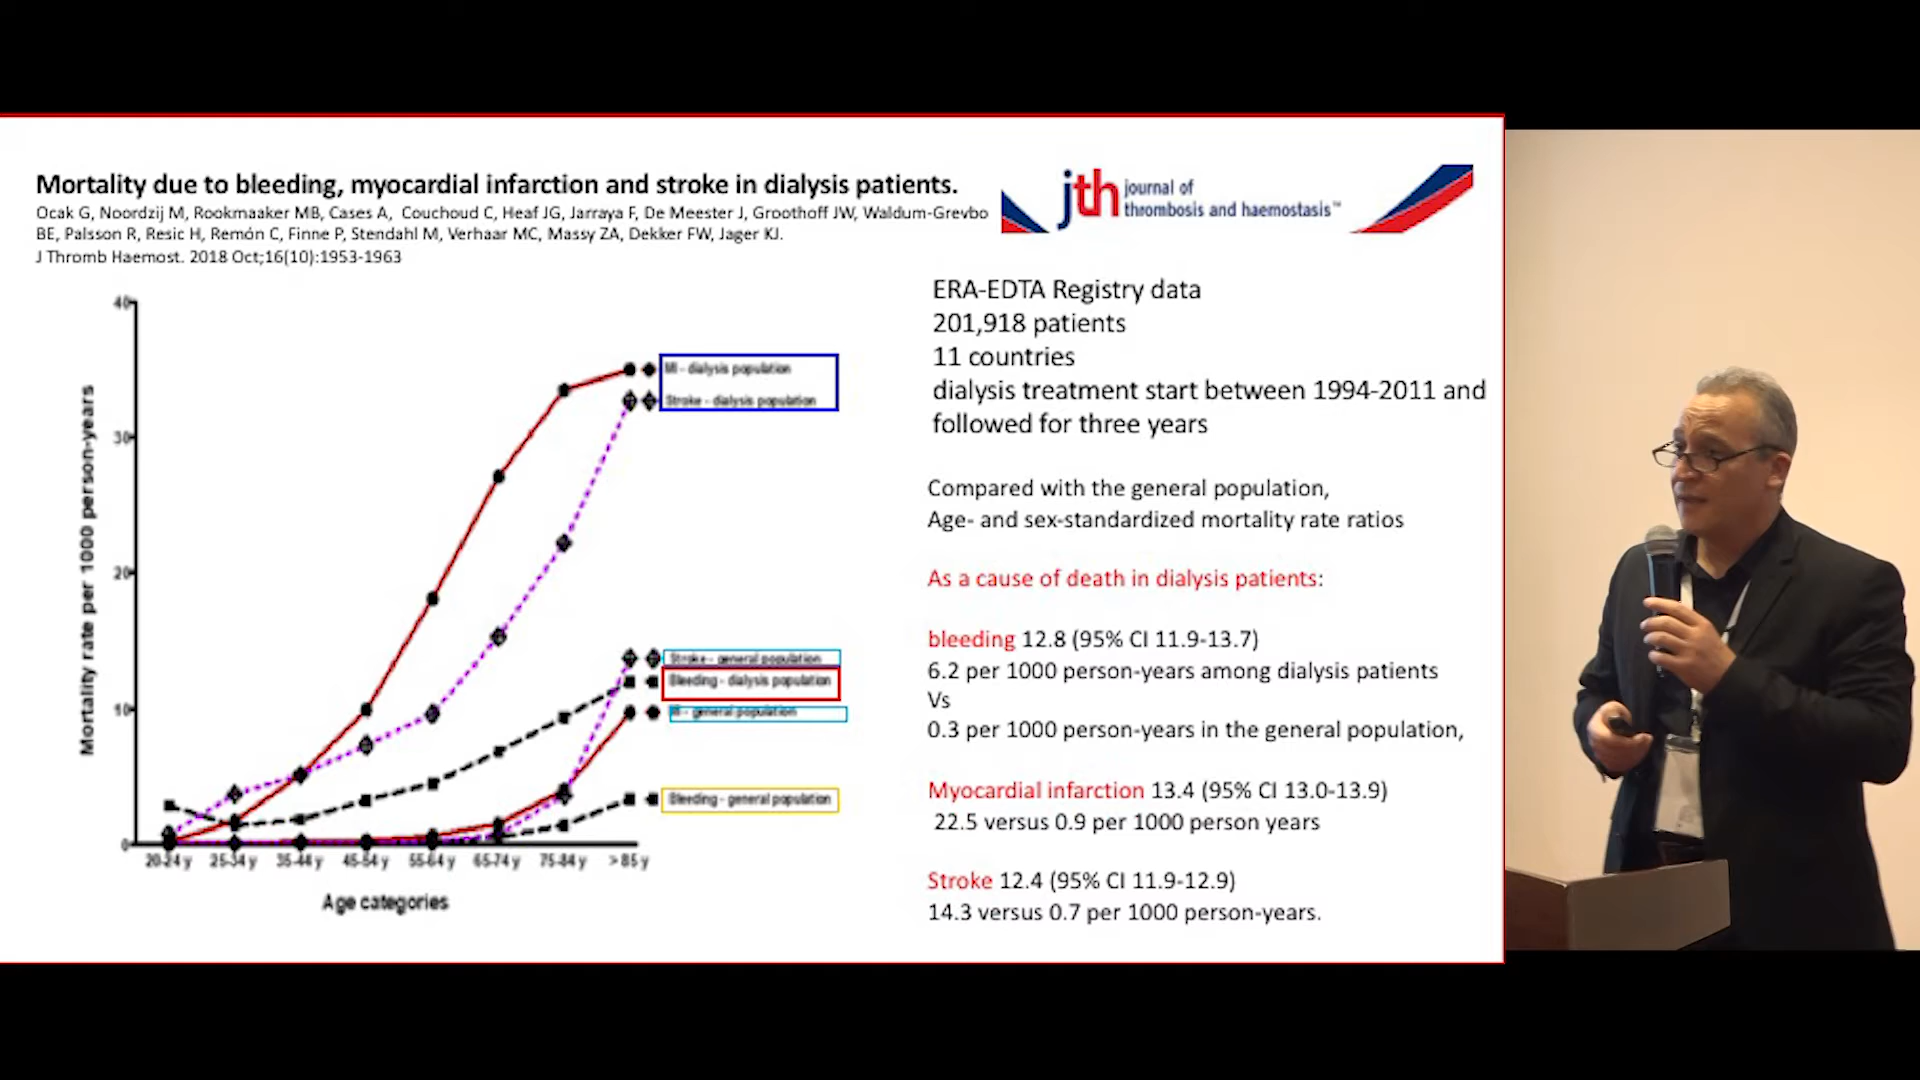 Mortality due to bleeding, myocardial infarction and stroke in dialysis patients.
Ocak G, Noordzij M, Rookmaaker MB, Cases A, Couchoud C, Heaf JG, Jarraya F, De Meester J, Groothoff JW, Waldum-Grevbo
BE, Palsson R, Resic H, Remón C, Finne P, Stendahl M, Verhaar MC, Massy ZA, Dekker FW, Jager KJ.
J Thromb Haemost. 2018 Oct;16(10):1953-1963
jth journal of
thrombosis and haemostasis™
Mortality rate per 1000 person-years
40
30
20
10
0
MI - dialysis population
Stroke - dialysis population
Stroke - general population
Bleeding - dialysis population
- general population
Bleeding - general population
20-24 y 25-34 y 35-44 y 45-54 y 55-64 y 65-74 y 75-84 y >85 y
Age categories
ERA-EDTA Registry data
201,918 patients
11 countries
dialysis treatment start between 1994-2011 and
followed for three years
Compared with the general population,
Age- and sex-standardized mortality rate ratios
As a cause of death in dialysis patients:
bleeding 12.8 (95% CI 11.9-13.7)
6.2 per 1000 person-years among dialysis patients
Vs
0.3 per 1000 person-years in the general population,
Myocardial infarction 13.4 (95% CI 13.0-13.9)
22.5 versus 0.9 per 1000 person years
Stroke 12.4 (95% CI 11.9-12.9)
14.3 versus 0.7 per 1000 person-years.